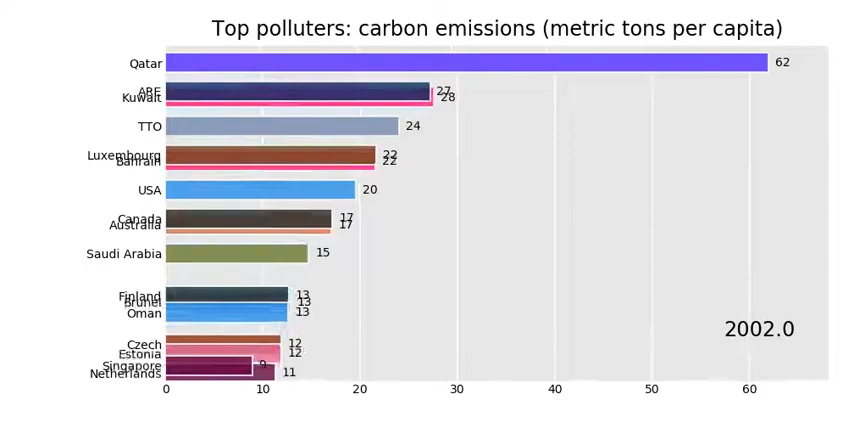 Top polluters: carbon emissions (metric tons per capita)
Qatar 62
ARE 27
Kuwait 28
TTO 24
Luxembourg 22
Bahrain 22
USA 20
Canada 17
Australia 17
Saudi Arabia 15
Finland 13
Brunei 13
Oman 13
2002.0
Czech 12
Estonia 12
Singapore 9
Netherlands 11
0 10 20 30 40 50 60